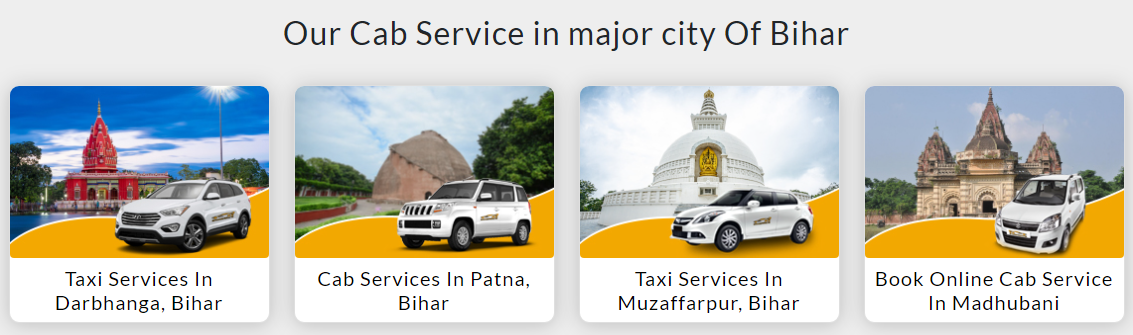 Our Cab Service in major city Of Bihar
Taxi Services In
Darbhanga, Bihar
Cab Services In Patna,
Bihar
Taxi Services In
Muzaffarpur, Bihar
Book Online Cab Service
In Madhubani